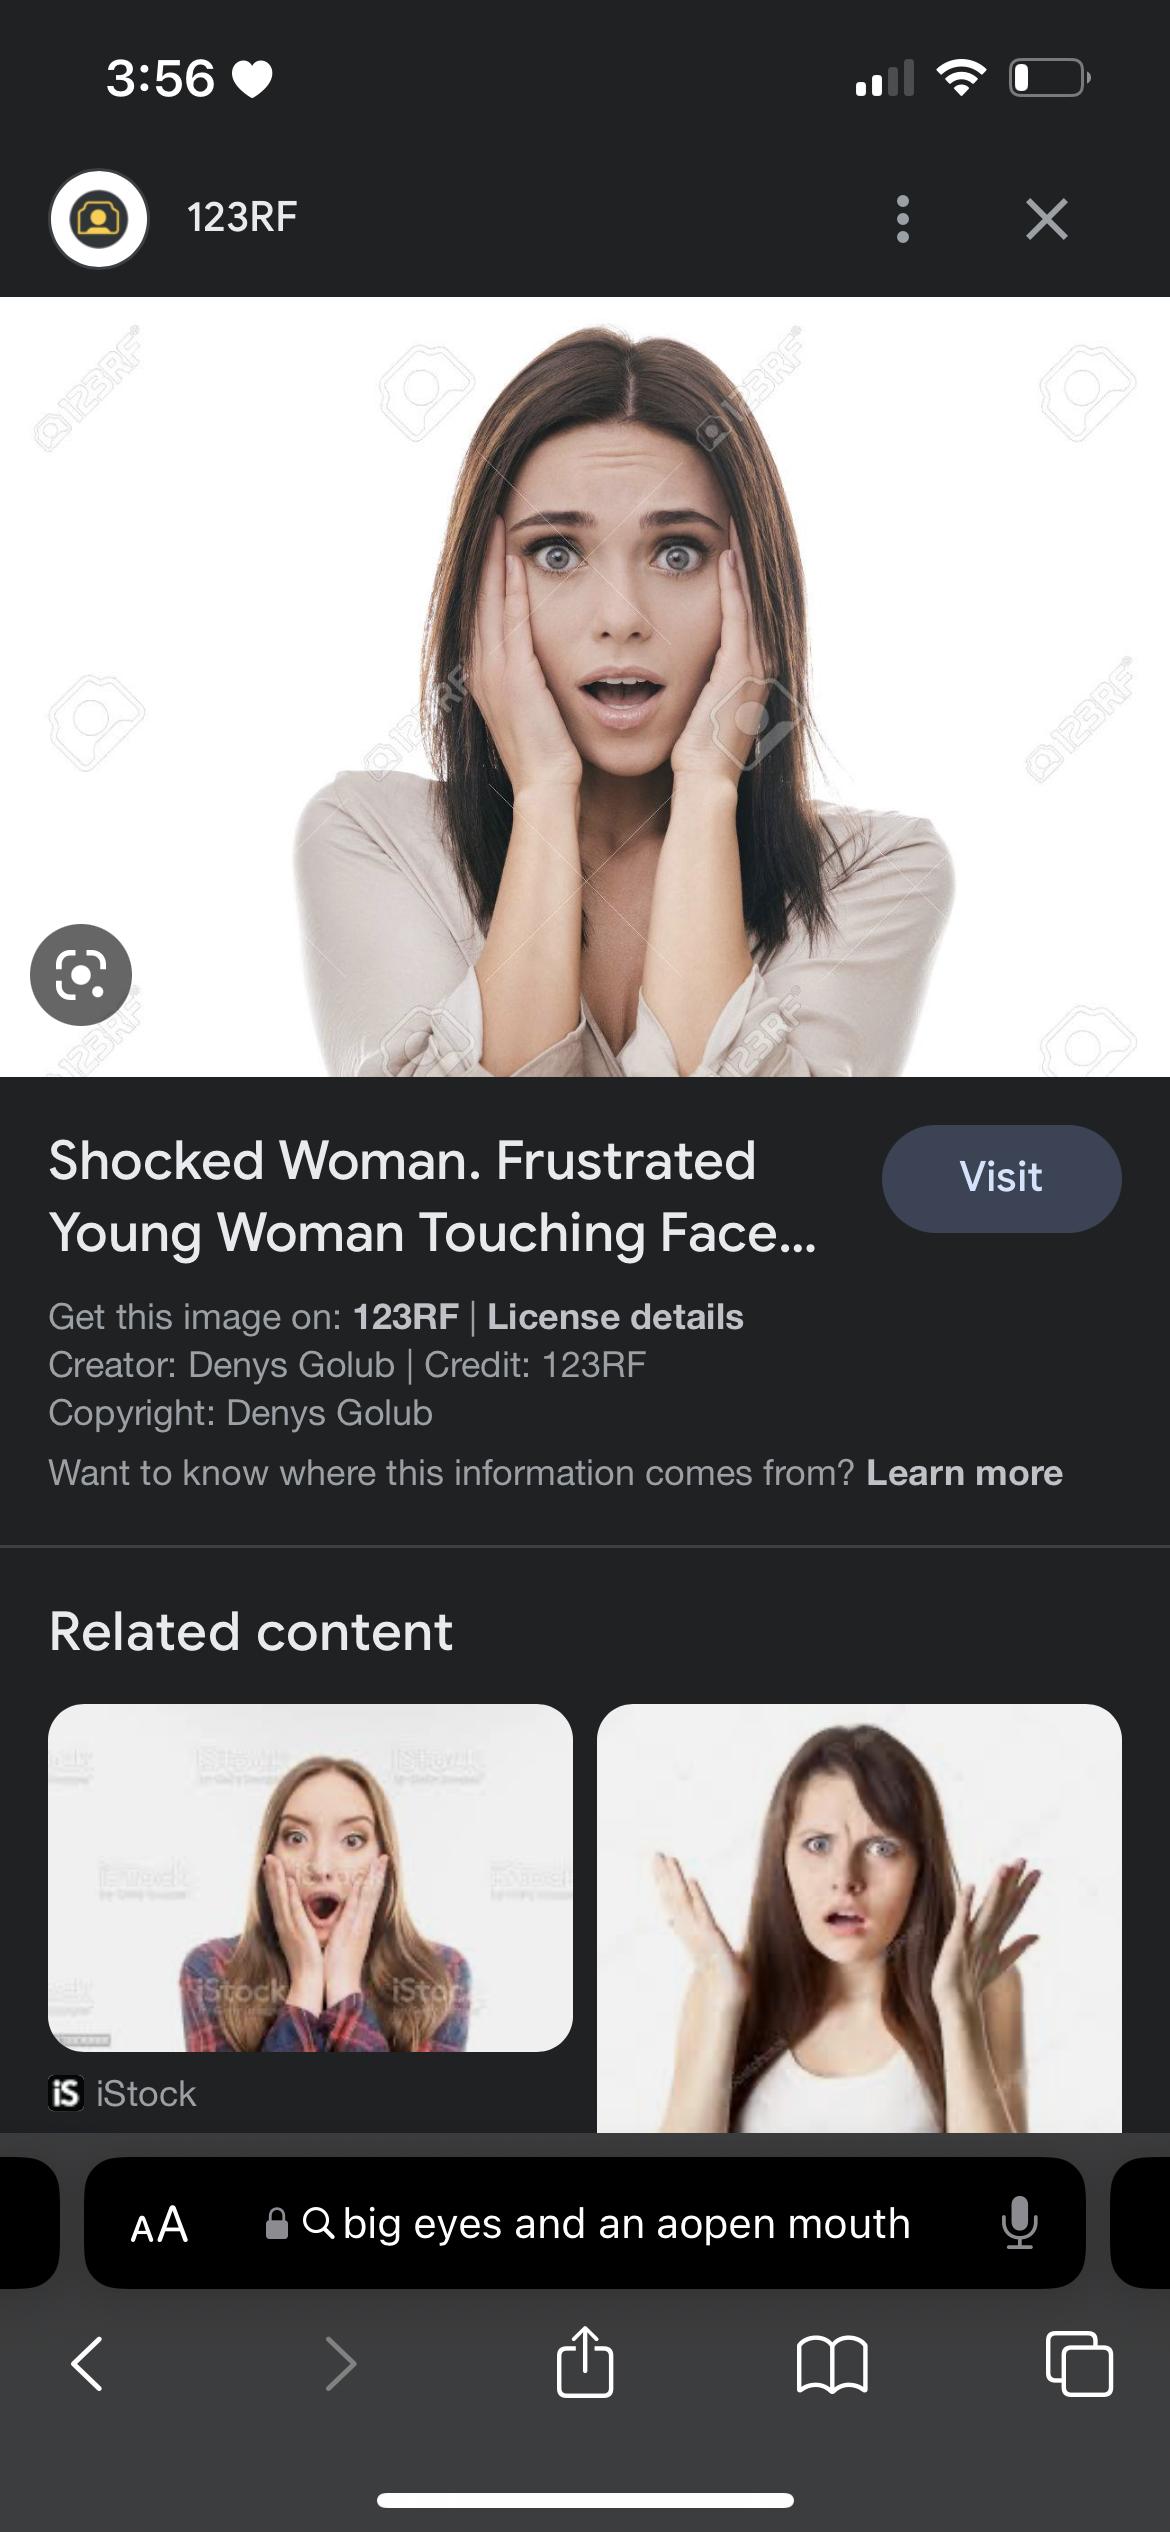 3:56
123RF
123RF
123RF
123RF
123RF
123RF
123RF
Shocked Woman. Frustrated
Young Woman Touching Face...
Visit
Get this image on: 123RF | License details
Creator: Denys Golub | Credit: 123RF
Copyright: Denys Golub
Want to know where this information comes from? Learn more
Related content
iStock
iStock
iStock
iStock
iStock
iS iStock
AA big eyes and an aopen mouth